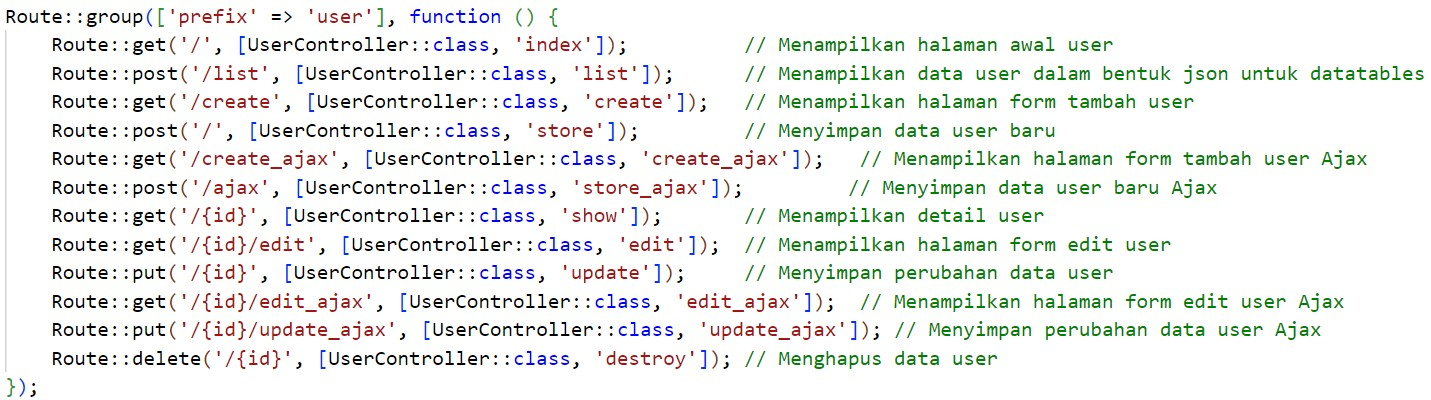 Route::group(['prefix' => 'user'], function () {
    Route::get('/', [UserController::class, 'index']);          // Menampilkan halaman awal user
    Route::post('/list', [UserController::class, 'list']);      // Menampilkan data user dalam bentuk json untuk datatables
    Route::get('/create', [UserController::class, 'create']);   // Menampilkan halaman form tambah user
    Route::post('/', [UserController::class, 'store']);         // Menyimpan data user baru
    Route::get('/create_ajax', [UserController::class, 'create_ajax']);   // Menampilkan halaman form tambah user Ajax
    Route::post('/ajax', [UserController::class, 'store_ajax']);         // Menyimpan data user baru Ajax
    Route::get('/{id}', [UserController::class, 'show']);       // Menampilkan detail user
    Route::get('/{id}/edit', [UserController::class, 'edit']);  // Menampilkan halaman form edit user
    Route::put('/{id}', [UserController::class, 'update']);     // Menyimpan perubahan data user
    Route::get('/{id}/edit_ajax', [UserController::class, 'edit_ajax']);  // Menampilkan halaman form edit user Ajax
    Route::put('/{id}/update_ajax', [UserController::class, 'update_ajax']); // Menyimpan perubahan data user Ajax
    Route::delete('/{id}', [UserController::class, 'destroy']); // Menghapus data user
});